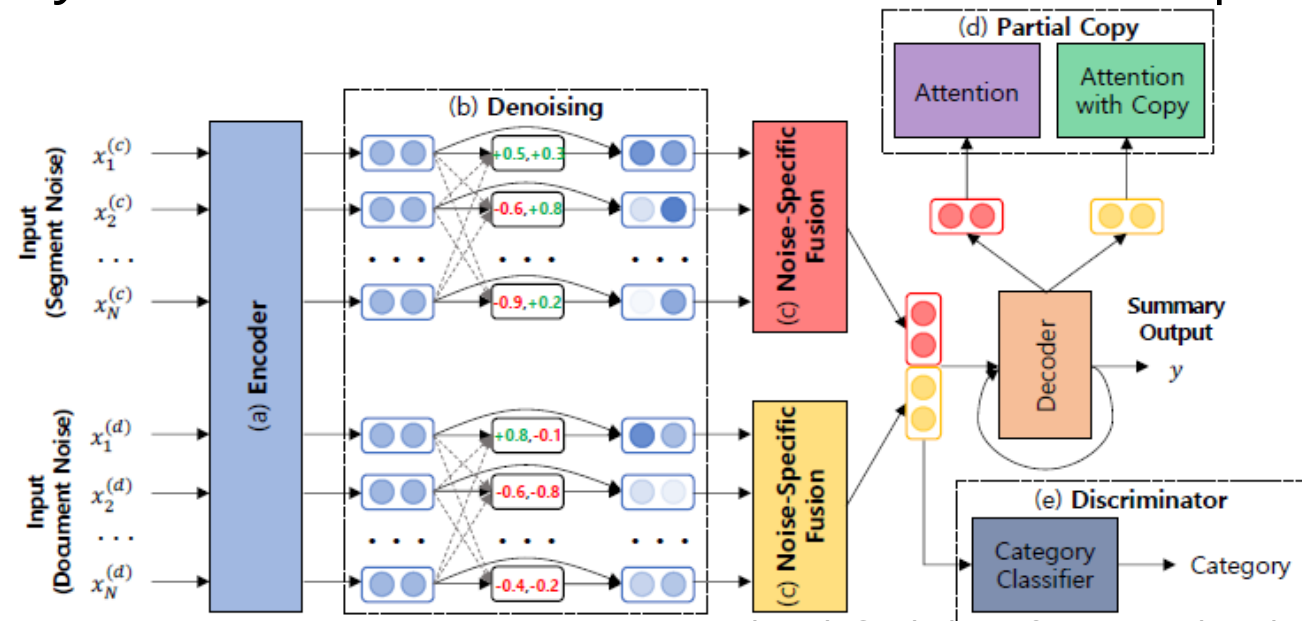 (d) Partial Copy
Attention
Attention
with Copy
(b) Denoising
Input
(Segment Noise)
x_1^{(c)}
x_2^{(c)}
. . .
x_N^{(c)}
(a) Encoder
+0.5,+0.3
-0.6,+0.8
. . . . . . . . .
-0.9,+0.2
(c) Noise-Specific
Fusion
Input
(Document Noise)
x_1^{(d)}
x_2^{(d)}
. . .
x_N^{(d)}
+0.8,-0.1
-0.6,-0.8
. . . . . . . . .
-0.4,-0.2
(c) Noise-Specific
Fusion
Decoder
Summary
Output
y
(e) Discriminator
Category
Classifier
Category